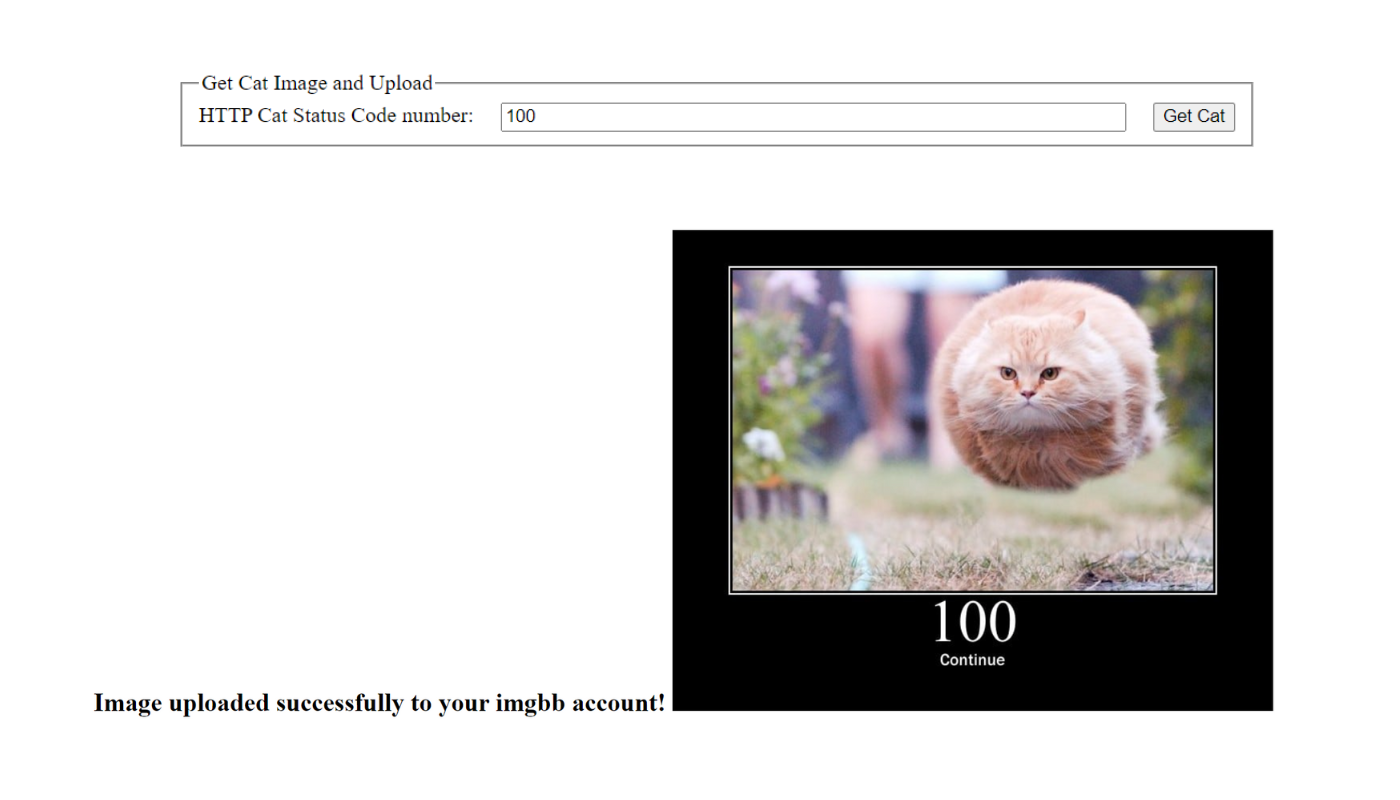 Get Cat Image and Upload
HTTP Cat Status Code number: 100 Get Cat
100
Continue
Image uploaded successfully to your imgbb account!